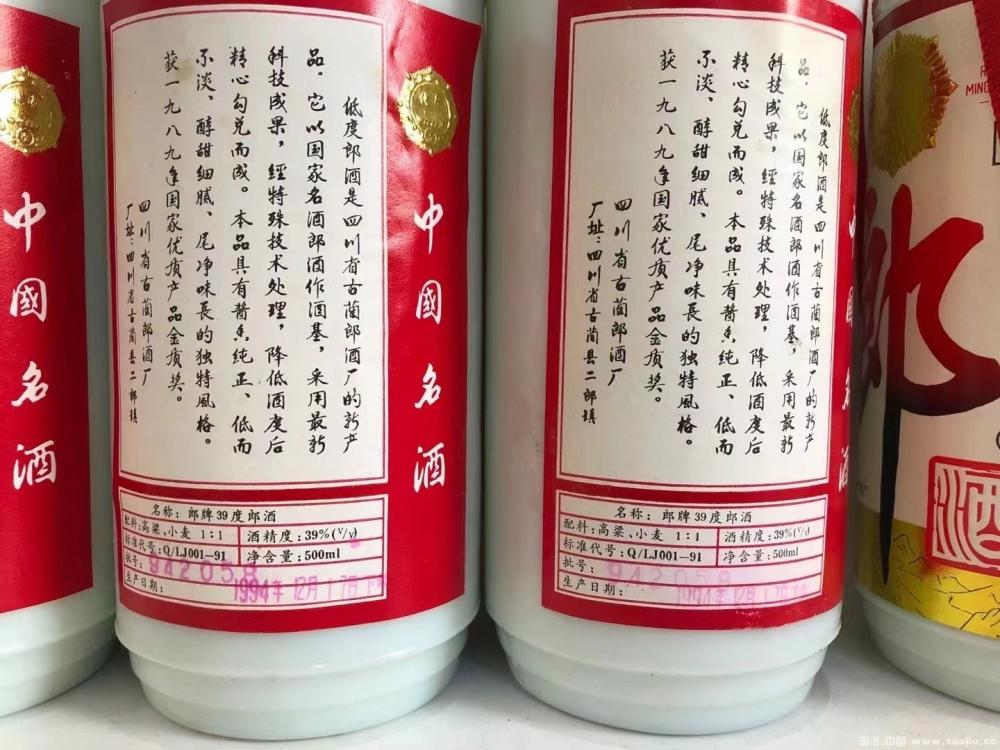 中國名酒
低度郎酒是四川省古蔺郎酒厂的新产
品。它以国家名酒郎酒作酒基，采用最新
科技成果，经特殊技术处理，降低酒度后
精心勾兑而成。本品具有酱香纯正、低而
不淡、醇甜细腻、尾净味長的独特風格。
获一九八九年国家优质产品金质奖。
四川省古蔺郎酒厂
厂址：四川省古蔺县二郎镇
名称：郎牌39度郎酒
配料：高粱、小麦 1:1
酒精度：39%(V/V)
标准代号：Q/LJ001—91
净含量：500ml
批号：942058
生产日期：1994年12月17日
中國名酒
低度郎酒是四川省古蔺郎酒厂的新产
品。它以国家名酒郎酒作酒基，采用最新
科技成果，经特殊技术处理，降低酒度后
精心勾兑而成。本品具有酱香纯正、低而
不淡、醇甜细腻、尾净味長的独特風格。
获一九八九年国家优质产品金质奖。
四川省古蔺郎酒厂
厂址：四川省古蔺县二郎镇
名称：郎牌39度郎酒
配料：高粱、小麦 1:1
酒精度：39%(V/V)
标准代号：Q/LJ001—91
净含量：500ml
批号：942058
生产日期：1994年12月17日
中國名酒
MING
酒
www.taojiu.cc